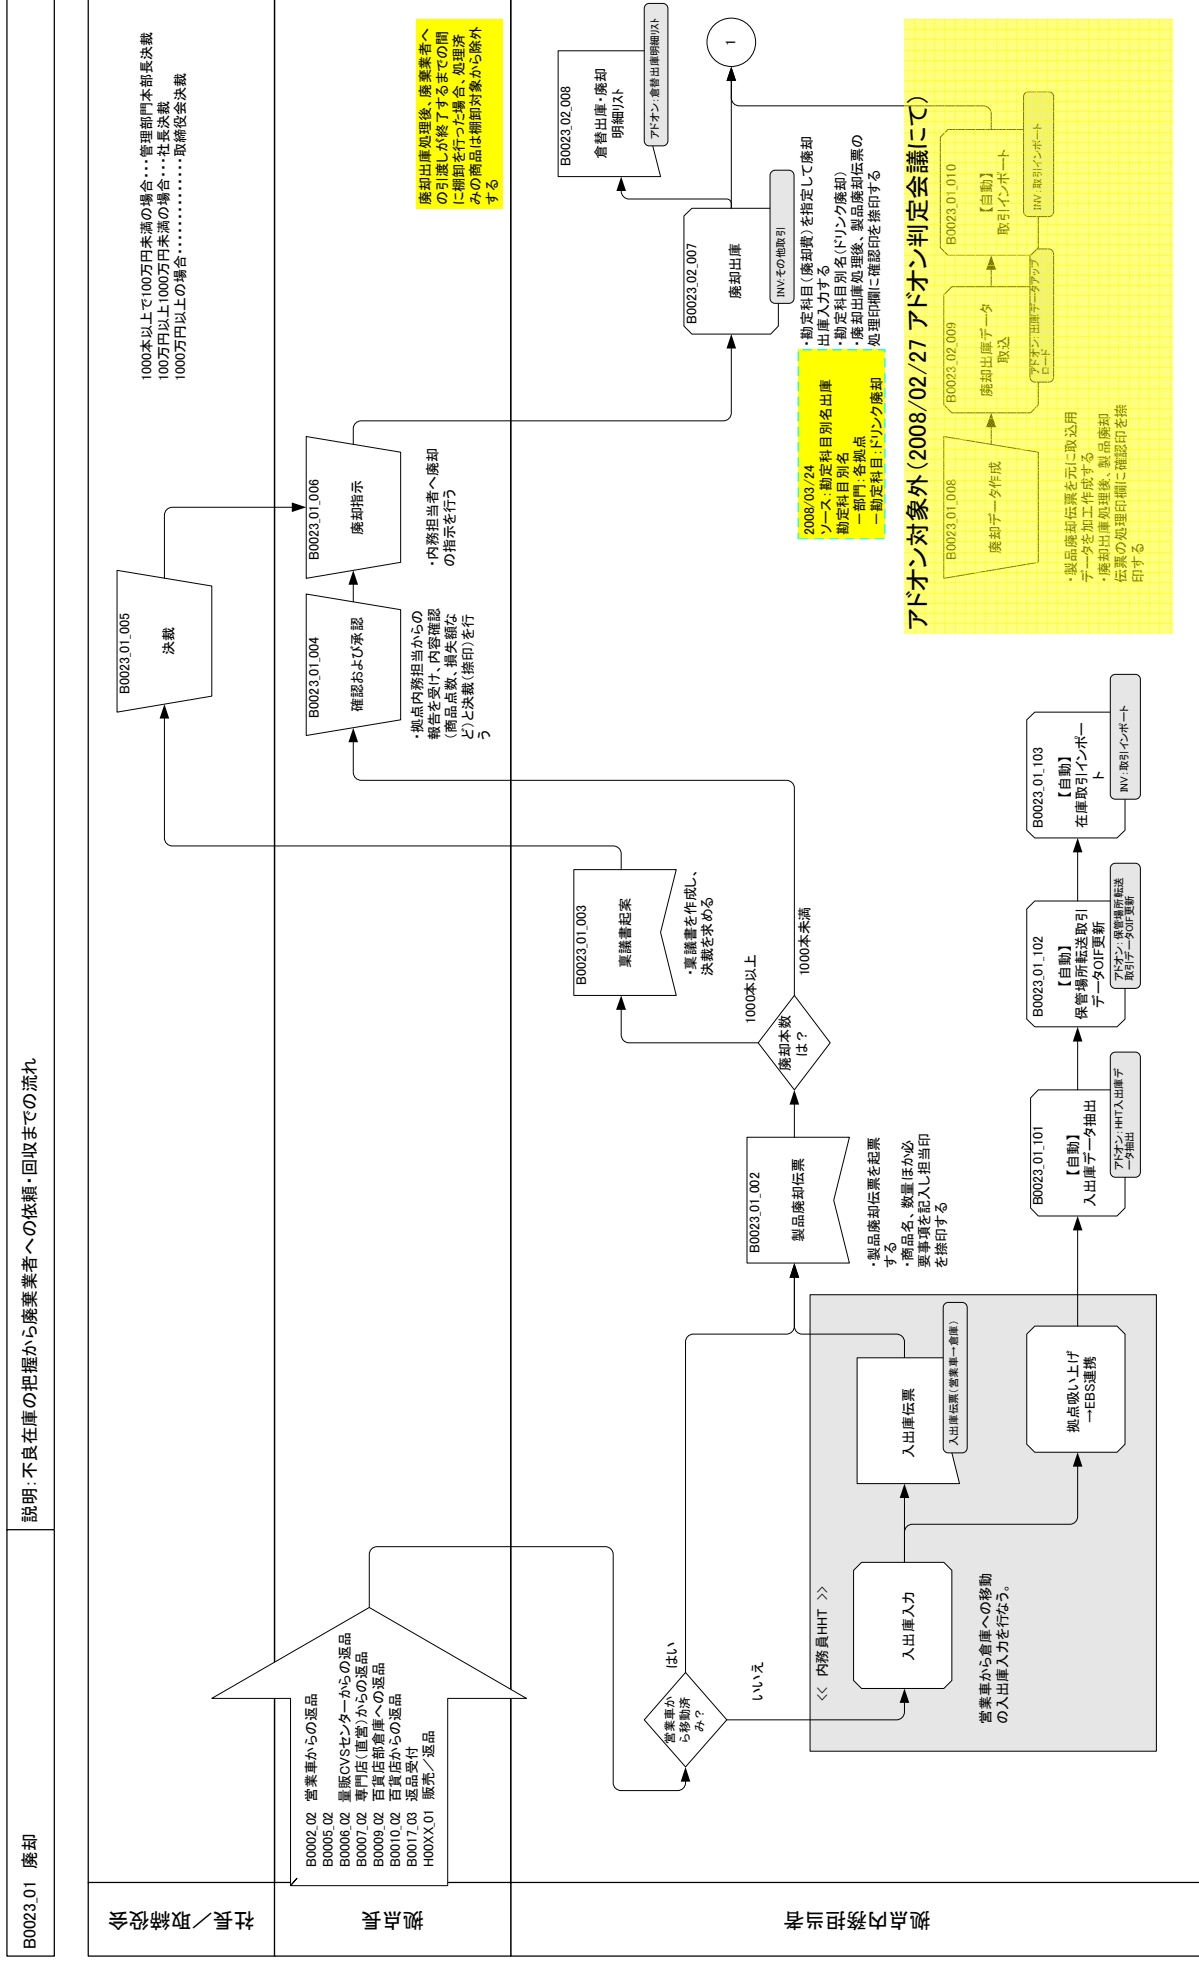 B0023_01 廃却
説明:不良在庫の把握から廃棄業者への依頼・回収までの流れ
社長/取締役会
拠点長
拠点内務担当者
B0002_02 営業車からの返品
B0005_02
B0006_02 量販CVSセンターからの返品
B0007_02 専門店(直営)からの返品
B0009_02 百貨店部倉庫への返品
B0010_02 百貨店からの返品
B0017_03 返品受付
H00XX_01 販売/返品
営業車か
ら移動済
み?
はい
いいえ
<< 内務員HHT >>
入出庫入力
営業車から倉庫への移動
の入出庫入力を行なう。
入出庫伝票
入出庫伝票(営業車→倉庫)
拠点吸い上げ
→EBS連携
B0023_01_002
製品廃却伝票
・製品廃却伝票を起票
する
・商品名、数量ほか必
要事項を記入し担当印
を捺印する
廃却本数
は?
1000本以上
1000本未満
B0023_01_003
稟議書起案
・稟議書を作成し、
決裁を求める
B0023_01_101
【自動】
入出庫データ抽出
アドオン:HHT入出庫デ
ータ抽出
B0023_01_102
【自動】
保管場所転送取引
データOIF更新
アドオン:保管場所転送
取引データOIF更新
B0023_01_103
【自動】
在庫取引インポー
ト
INV:取引インポート
B0023_01_005
決裁
B0023_01_004
確認および承認
・拠点内務担当からの
報告を受け、内容確認
(商品点数、損失額な
ど)と決裁(捺印)を行
う
B0023_01_006
廃却指示
・内務担当者へ廃却
の指示を行う
1000本以上で100万円未満の場合・・・管理部門本部長決裁
100万円以上1000万円未満の場合・・・社長決裁
1000万円以上の場合・・・・・・・・・・・・・取締役会決裁
廃却出庫処理後、廃棄業者へ
の引渡しが終了するまでの間
に棚卸を行った場合、処理済
みの商品は棚卸対象から除外
する
B0023_02_007
廃却出庫
INV:その他取引
B0023_02_008
倉替出庫・廃却
明細リスト
アドオン:倉替出庫明細リスト
1
・勘定科目(廃却費)を指定して廃却
出庫入力する
・勘定科目別名(ドリンク廃却)
・廃却出庫処理後、製品廃却伝票の
処理印欄に確認印を捺印する
2008/03/24
ソース:勘定科目別名出庫
勘定科目別名
-部門:各拠点
-勘定科目:ドリンク廃却
アドオン対象外(2008/02/27 アドオン判定会議にて)
B0023_01_008
廃却データ作成
・製品廃却伝票を元に取込用
データを加工作成する
・廃却出庫処理後、製品廃却
伝票の処理印欄に確認印を捺
印する
B0023_02_009
廃却出庫データ
取込
アドオン:出庫データアップ
ロード
B0023_01_010
【自動】
取引インポート
INV:取引インポート